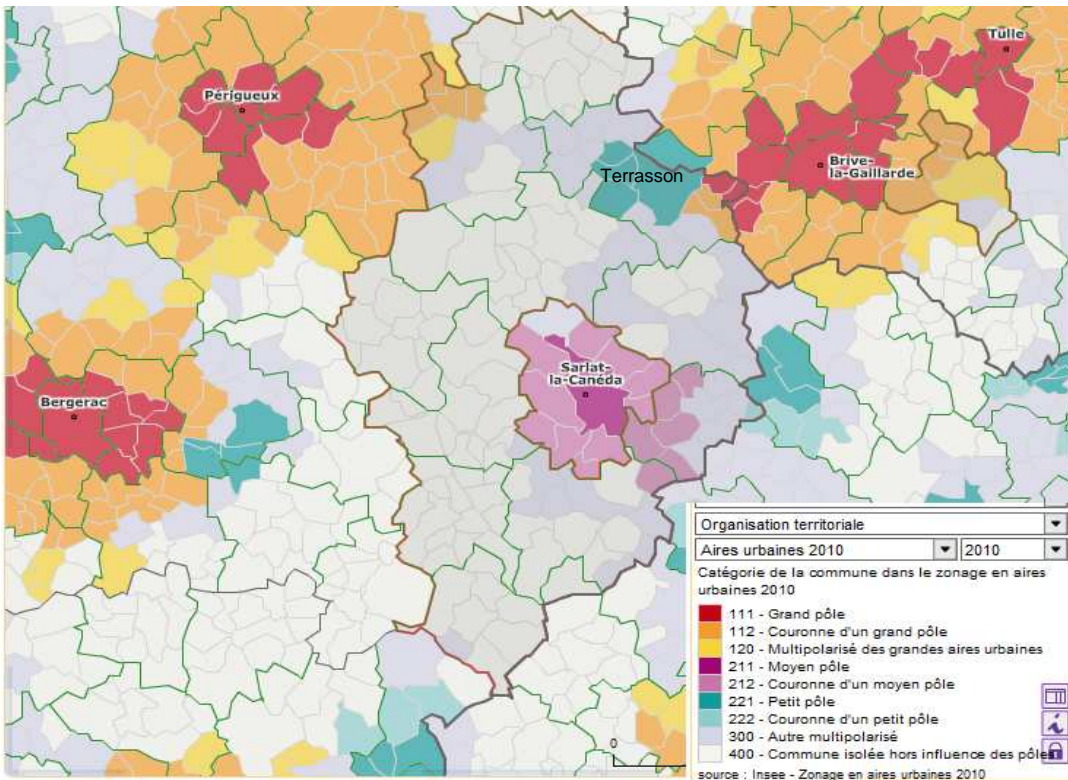 Tulle
Périgueux
Brive-
la-Gaillarde
Terrasson
Sarlat-
la-Canéda
Bergerac
Organisation territoriale
Aires urbaines 2010
2010
Catégorie de la commune dans le zonage en aires
urbaines 2010
111 - Grand pôle
112 - Couronne d'un grand pôle
120 - Multipolarisé des grandes aires urbaines
211 - Moyen pôle
212 - Couronne d'un moyen pôle
221 - Petit pôle
222 - Couronne d'un petit pôle
300 - Autre multipolarisé
400 - Commune isolée hors influence des pôles
0
source : Insee - Zonage en aires urbaines 2010